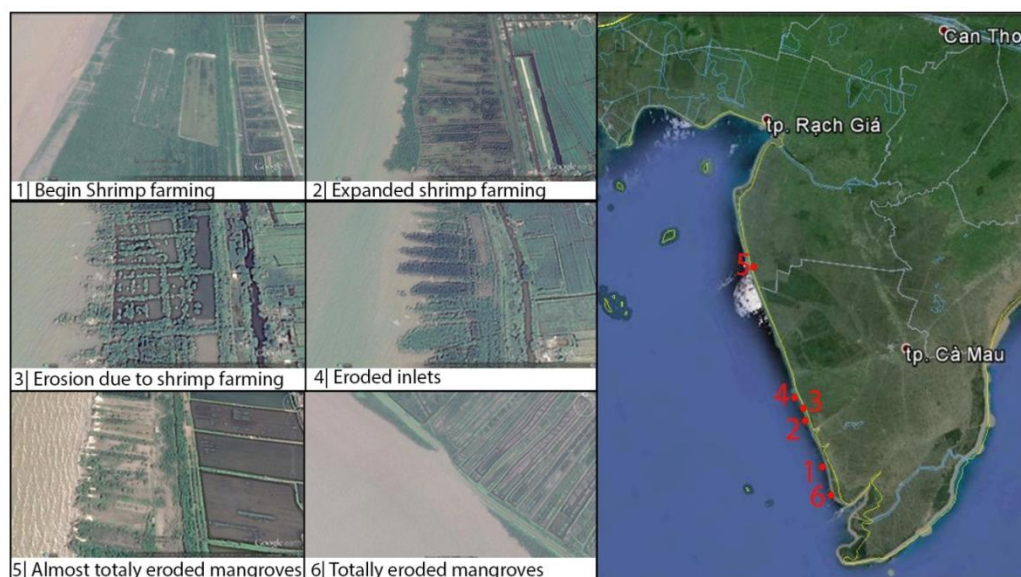 1| Begin Shrimp farming
2| Expanded shrimp farming
3| Erosion due to shrimp farming
4| Eroded inlets
5| Almost totaly eroded mangroves
6| Totally eroded mangroves
Can Tho
tp. Rạch Giá
5
tp. Cà Mau
4
3
2
1
6
Google earth